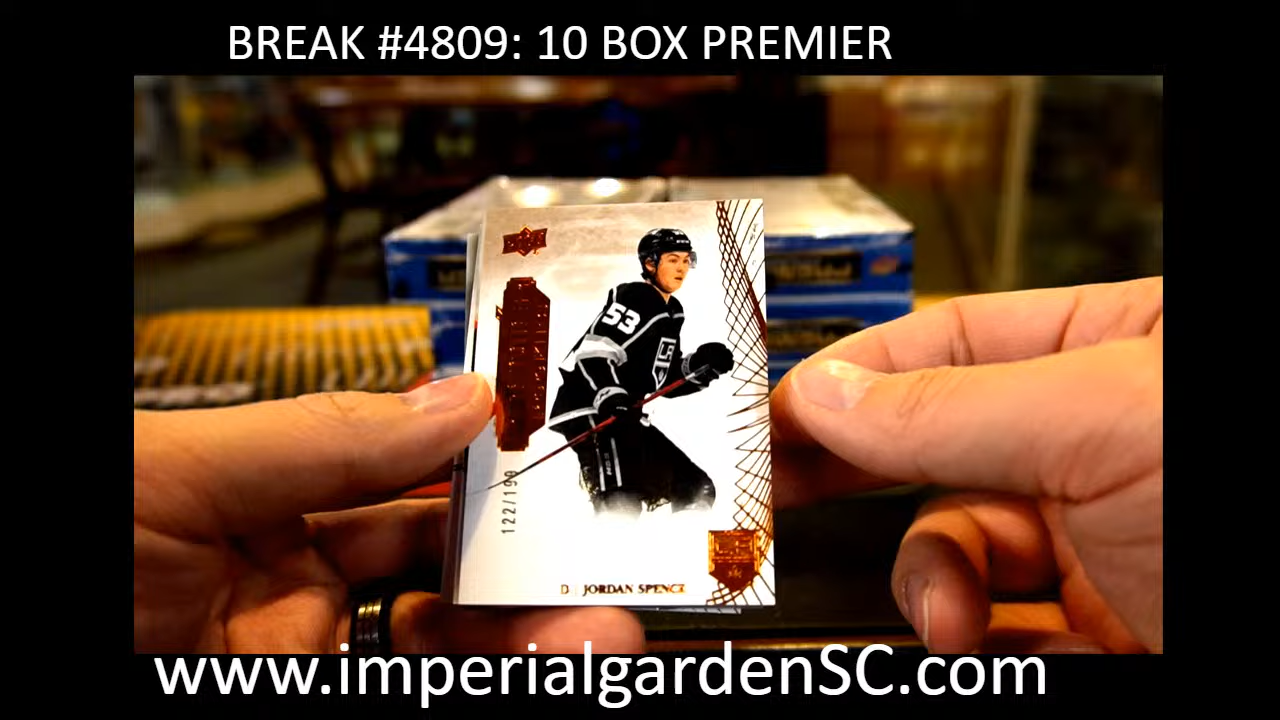 BREAK #4809: 10 BOX PREMIER
53
122/199
D | JORDAN SPENCE
www.imperialgardenSC.com